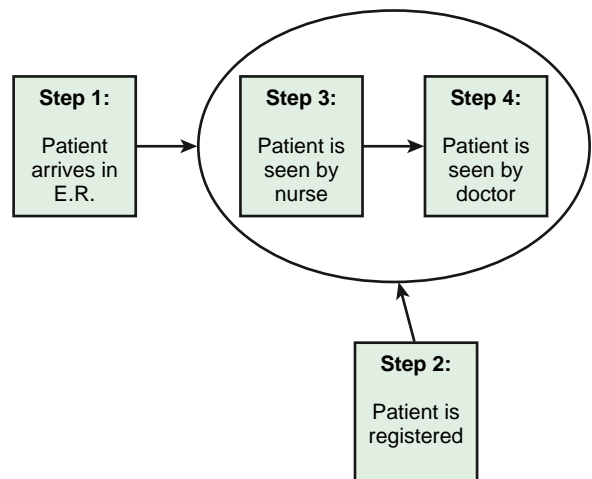 Step 1:
Patient
arrives in
E.R.
Step 3:
Patient is
seen by
nurse
Step 4:
Patient is
seen by
doctor
Step 2:
Patient is
registered